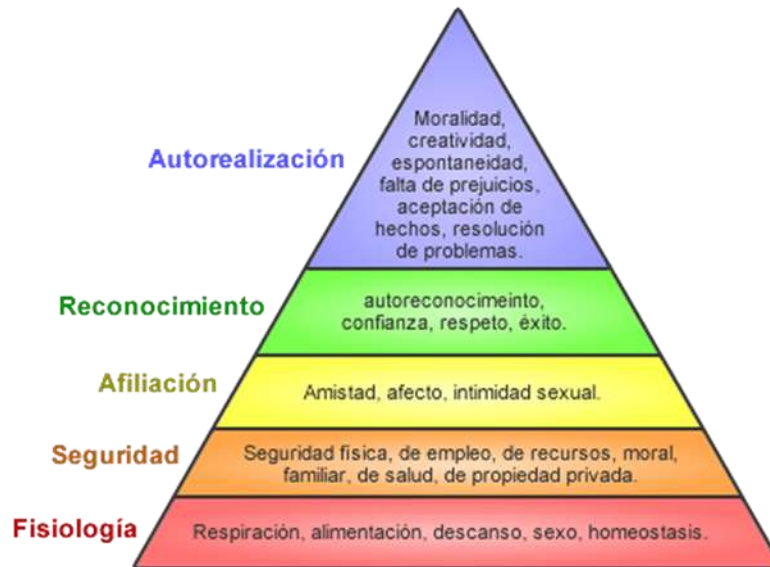 Autorealización
Moralidad,
creatividad,
espontaneidad,
falta de prejuicios,
aceptación de
hechos, resolución
de problemas.
Reconocimiento
autoreconocimeinto,
confianza, respeto, éxito.
Afiliación
Amistad, afecto, intimidad sexual.
Seguridad
Seguridad física, de empleo, de recursos, moral,
familiar, de salud, de propiedad privada.
Fisiología
Respiración, alimentación, descanso, sexo, homeostasis.